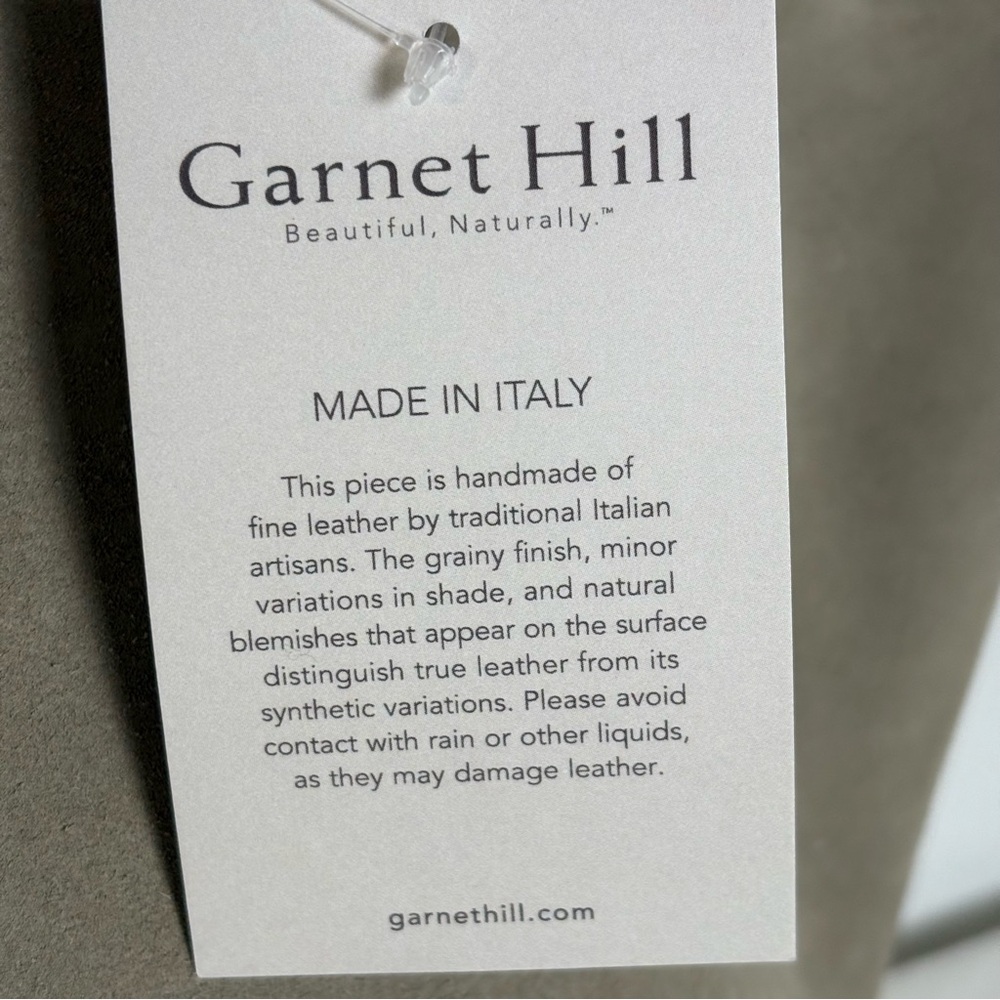 Garnet Hill
Beautiful, Naturally.™
MADE IN ITALY
This piece is handmade of
fine leather by traditional Italian
artisans. The grainy finish, minor
variations in shade, and natural
blemishes that appear on the surface
distinguish true leather from its
synthetic variations. Please avoid
contact with rain or other liquids,
as they may damage leather.
garnethill.com